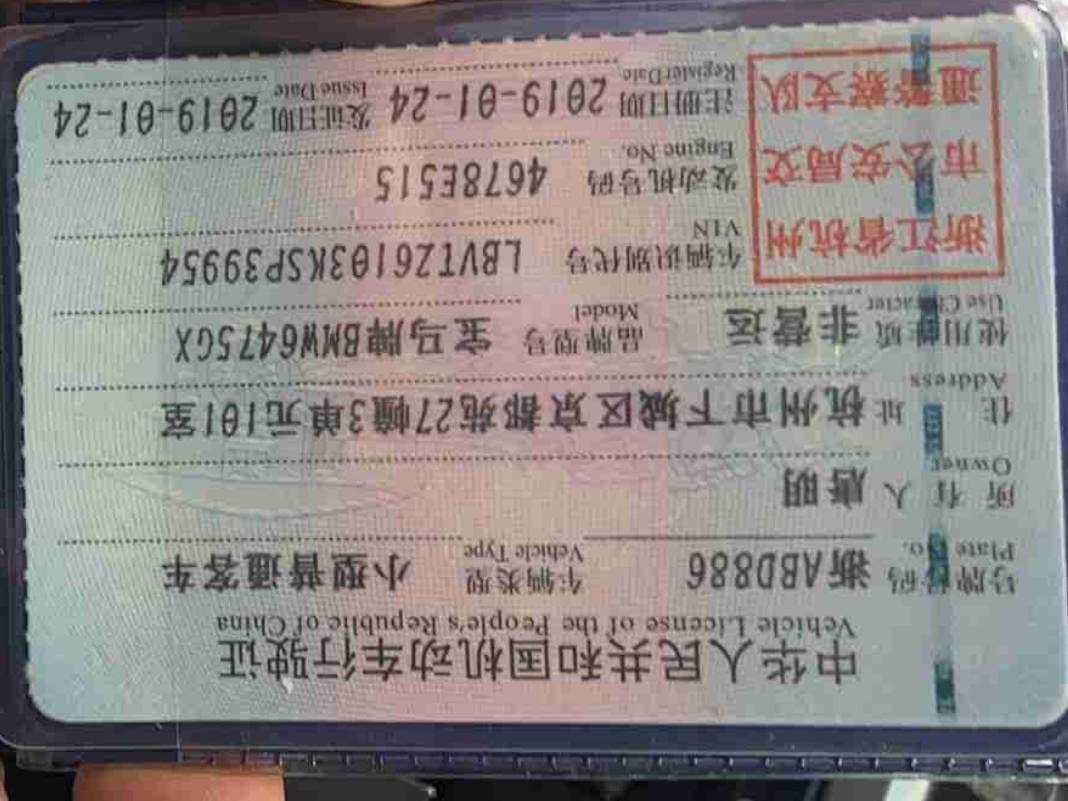 中华人民共和国机动车行驶证
Vehicle License of the People's Republic of China
号牌号码 浙ABD886 车辆类型 小型普通客车
Plate No. Vehicle Type
所有人 唐明
Owner
住址 杭州市下城区京都苑27幢3单元101室
Address
使用性质 非营运 品牌型号 宝马牌BMW6475GX
Use Character Model
浙江省杭州
市公安局交
通警察支队
车辆识别代号 LBVTZ6103KSP39954
VIN
发动机号码 4678E515
Engine No.
注册日期 2019-01-24 发证日期 2019-01-24
Register Date Issue Date